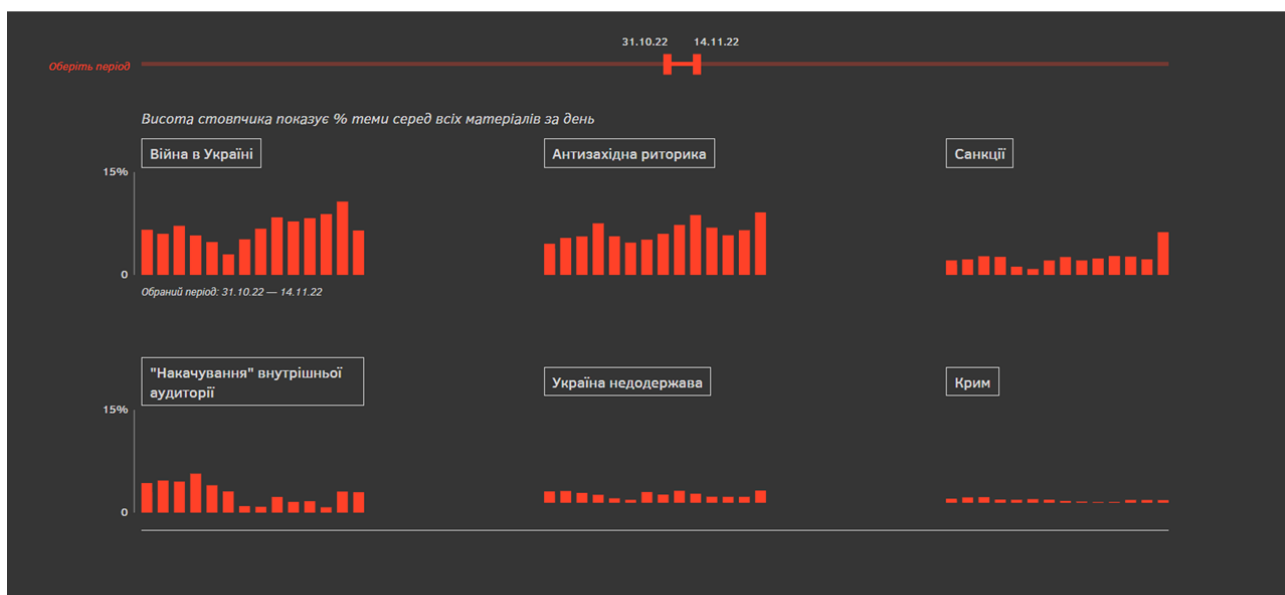 31.10.22 14.11.22
Оберіть період
Висота стовпчика показує % теми серед всіх матеріалів за день
Війна в Україні
Антизахідна риторика
Санкції
15%
0
Обраний період: 31.10.22 — 14.11.22
"Накачування" внутрішньої
аудиторії
Україна недодержава
Крим
15%
0